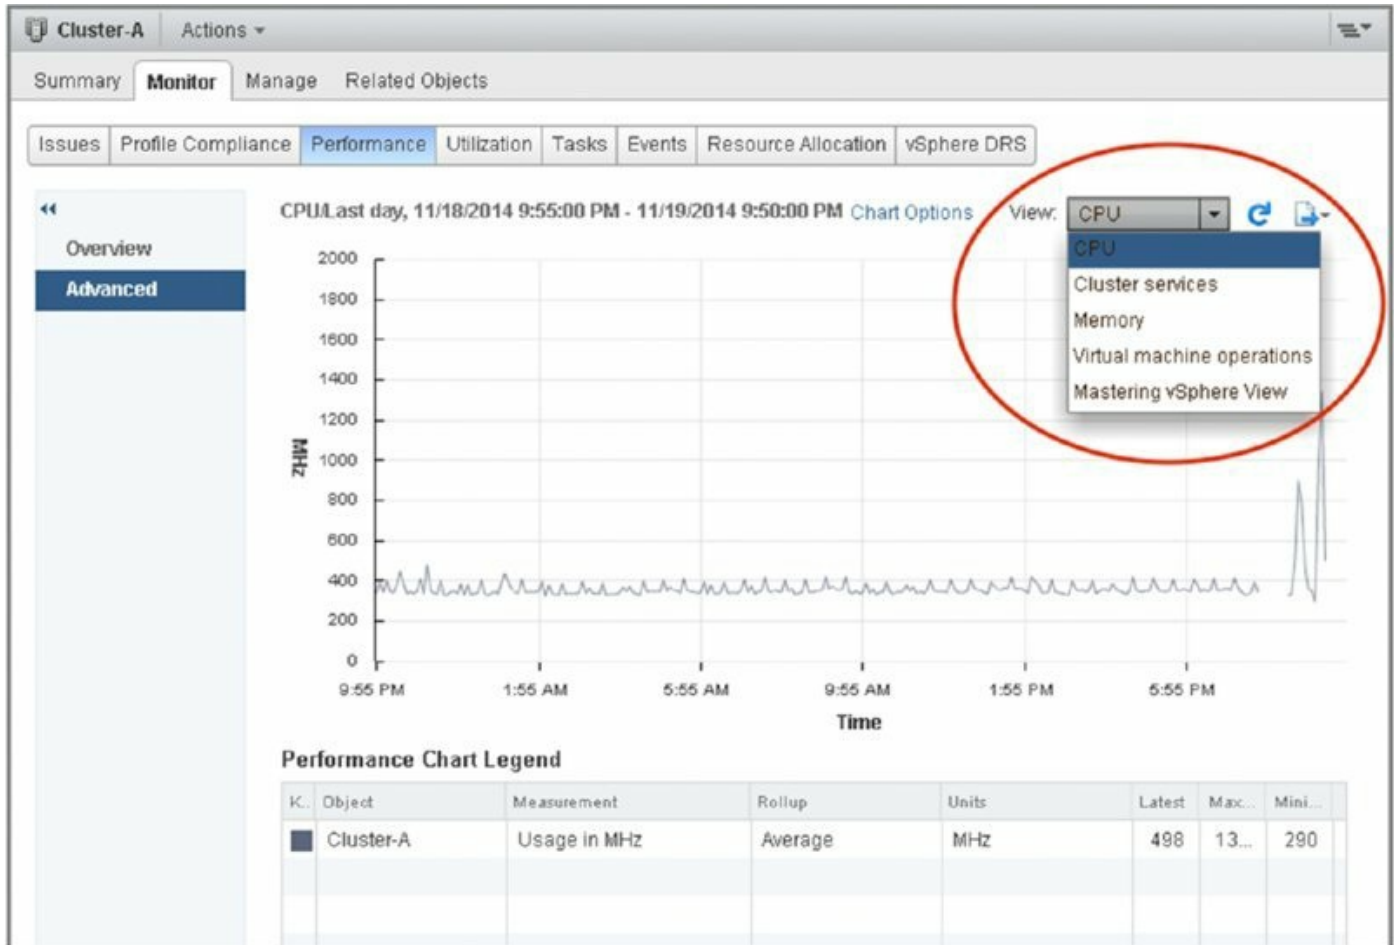 Cluster-A Actions
Summary Monitor Manage Related Objects
Issues Profile Compliance Performance Utilization Tasks Events Resource Allocation vSphere DRS
CPU/Last day, 11/18/2014 9:55:00 PM - 11/19/2014 9:50:00 PM Chart Options View: CPU
Overview
Advanced
CPU
Cluster services
Memory
Virtual machine operations
Mastering vSphere View
2000
1800
1600
1400
1200
1000
800
600
400
200
0
MHz
9:55 PM 1:55 AM 5:55 AM 9:55 AM 1:55 PM 5:55 PM
Time
Performance Chart Legend
K.. Object Measurement Rollup Units Latest Max... Mini...
Cluster-A Usage in MHz Average MHz 498 13... 290